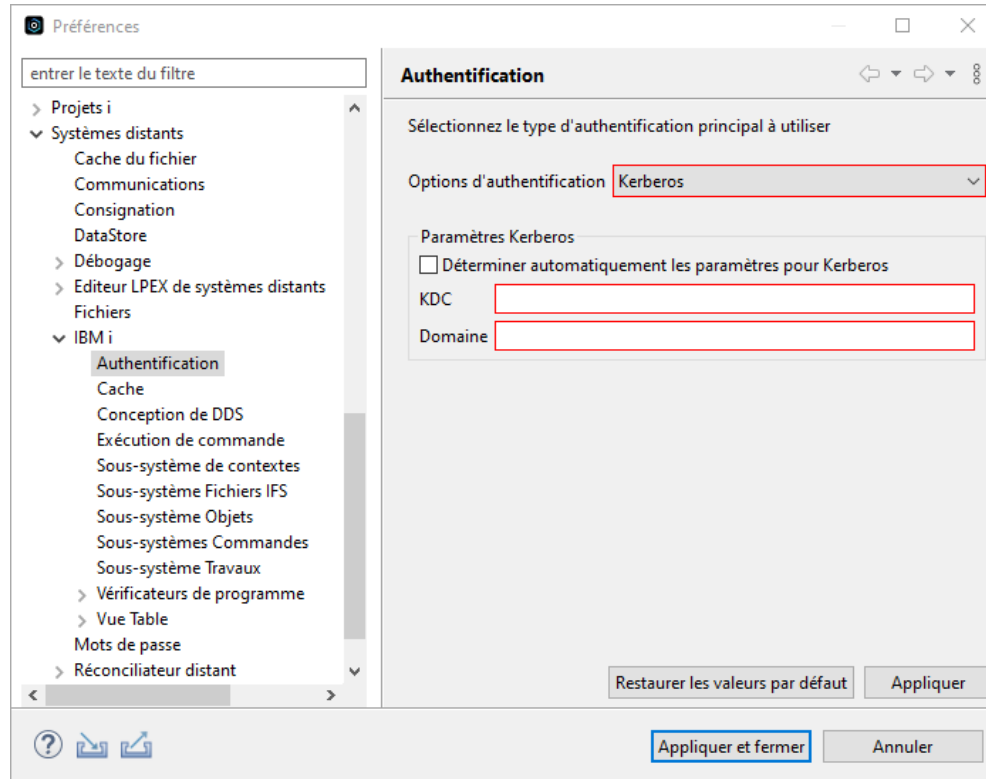 Préférences
entrer le texte du filtre
Projets i
Systèmes distants
Cache du fichier
Communications
Consignation
DataStore
Débogage
Editeur LPEX de systèmes distants
Fichiers
IBM i
Authentification
Cache
Conception de DDS
Exécution de commande
Sous-système de contextes
Sous-système Fichiers IFS
Sous-système Objets
Sous-systèmes Commandes
Sous-système Travaux
Vérificateurs de programme
Vue Table
Mots de passe
Réconciliateur distant
Authentification
Sélectionnez le type d'authentification principal à utiliser
Options d'authentification Kerberos
Paramètres Kerberos
Déterminer automatiquement les paramètres pour Kerberos
KDC
Domaine
Restaurer les valeurs par défaut Appliquer
Appliquer et fermer Annuler